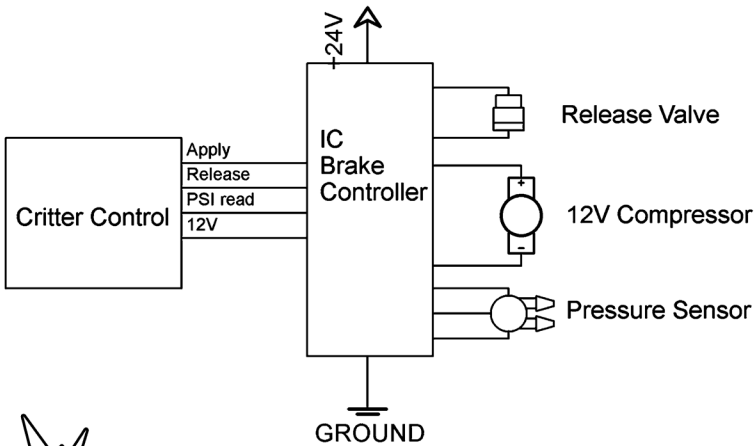 +24V
IC
Brake
Controller
Critter Control
Apply
Release
PSI read
12V
Release Valve
+
12V Compressor
-
Pressure Sensor
GROUND